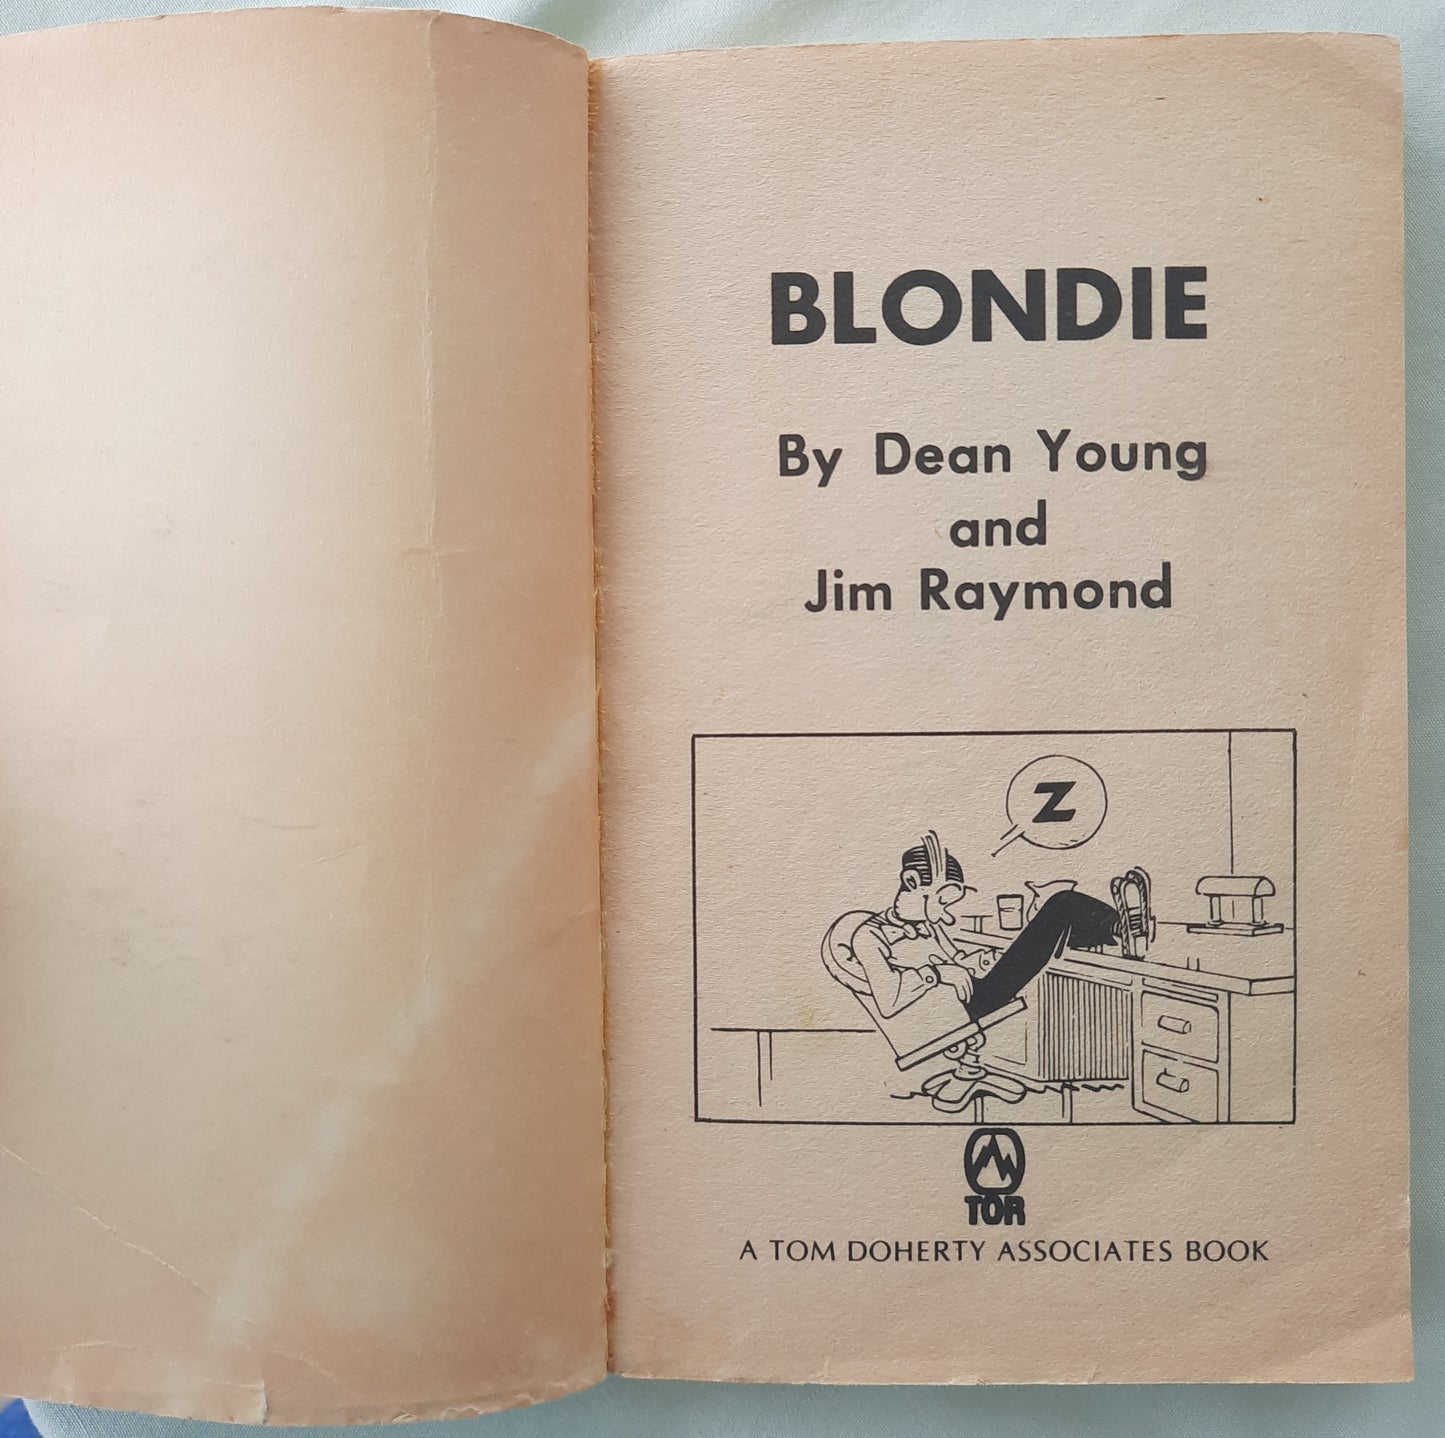 BLONDIE
By Dean Young
and
Jim Raymond
Z
TOR
A TOM DOHERTY ASSOCIATES BOOK